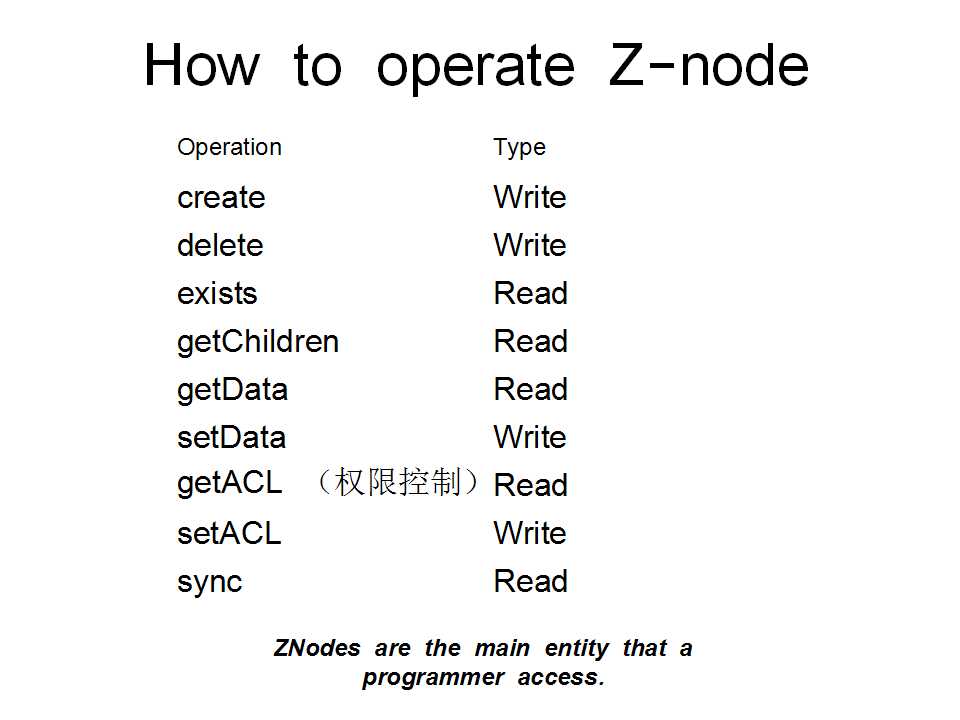 How to operate Z-node
Operation Type
create Write
delete Write
exists Read
getChildren Read
getData Read
setData Write
getACL （权限控制） Read
setACL Write
sync Read
ZNodes are the main entity that a
programmer access.